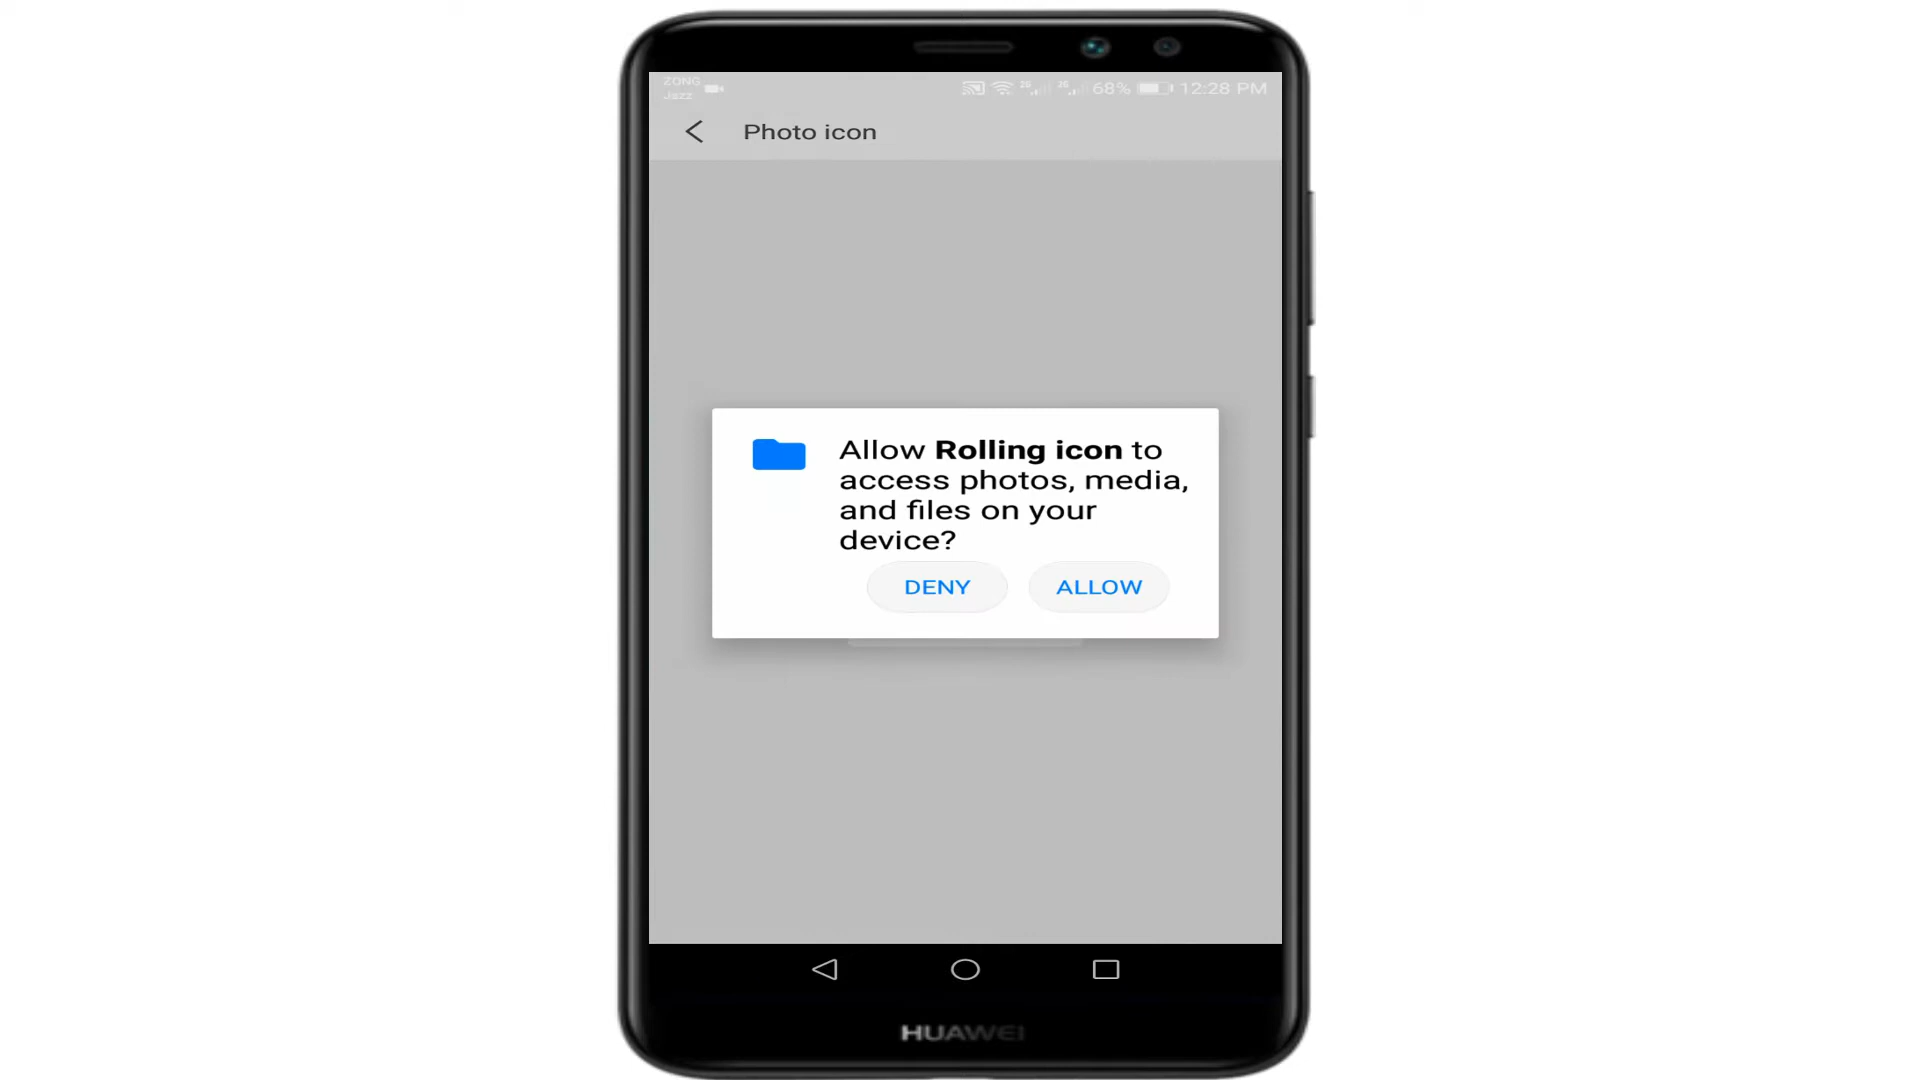 ZONG
Jazz
68% 12:28 PM
Photo icon
Allow Rolling icon to
access photos, media,
and files on your
device?
DENY ALLOW
HUAWEI